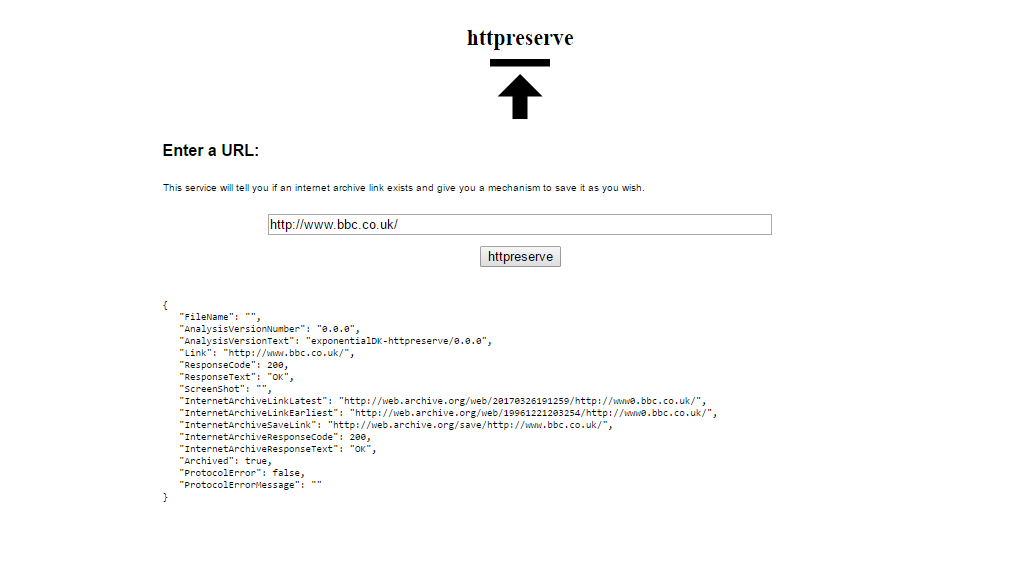 httpreserve
Enter a URL:
This service will tell you if an internet archive link exists and give you a mechanism to save it as you wish.
http://www.bbc.co.uk/
httpreserve
{
   "FileName": "",
   "AnalysisVersionNumber": "0.0.0",
   "AnalysisVersionText": "exponentialDK-httpreserve/0.0.0",
   "Link": "http://www.bbc.co.uk/",
   "ResponseCode": 200,
   "ResponseText": "OK",
   "ScreenShot": "",
   "InternetArchiveLinkLatest": "http://web.archive.org/web/20170326191259/http://www0.bbc.co.uk/",
   "InternetArchiveLinkEarliest": "http://web.archive.org/web/19961221203254/http://www0.bbc.co.uk/",
   "InternetArchiveSaveLink": "http://web.archive.org/save/http://www.bbc.co.uk/",
   "InternetArchiveResponseCode": 200,
   "InternetArchiveResponseText": "OK",
   "Archived": true,
   "ProtocolError": false,
   "ProtocolErrorMessage": ""
}